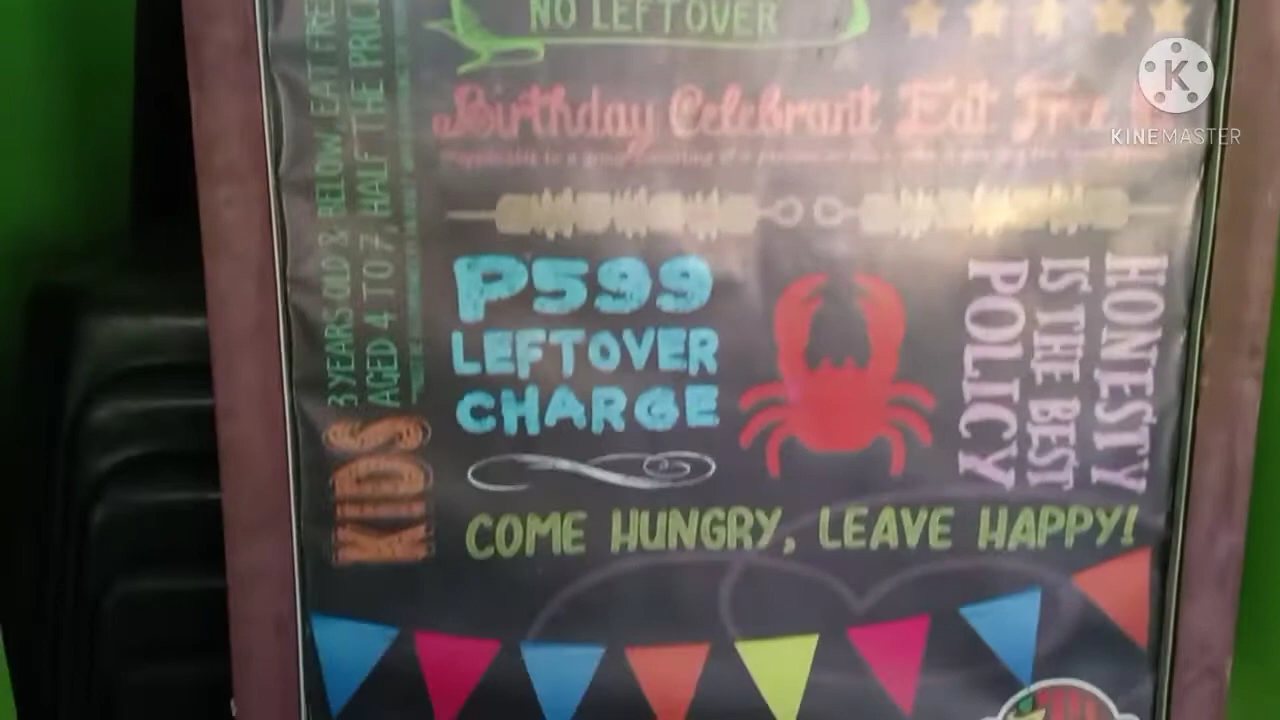 NO LEFTOVER
Birthday Celebrant Eat Free
KIDS
3 YEARS OLD & BELOW, EAT FREE
AGED 4 TO 7, HALF THE PRICE
P599
LEFTOVER
CHARGE
HONESTY
IS THE BEST
POLICY
COME HUNGRY, LEAVE HAPPY!
K
KINEMASTER